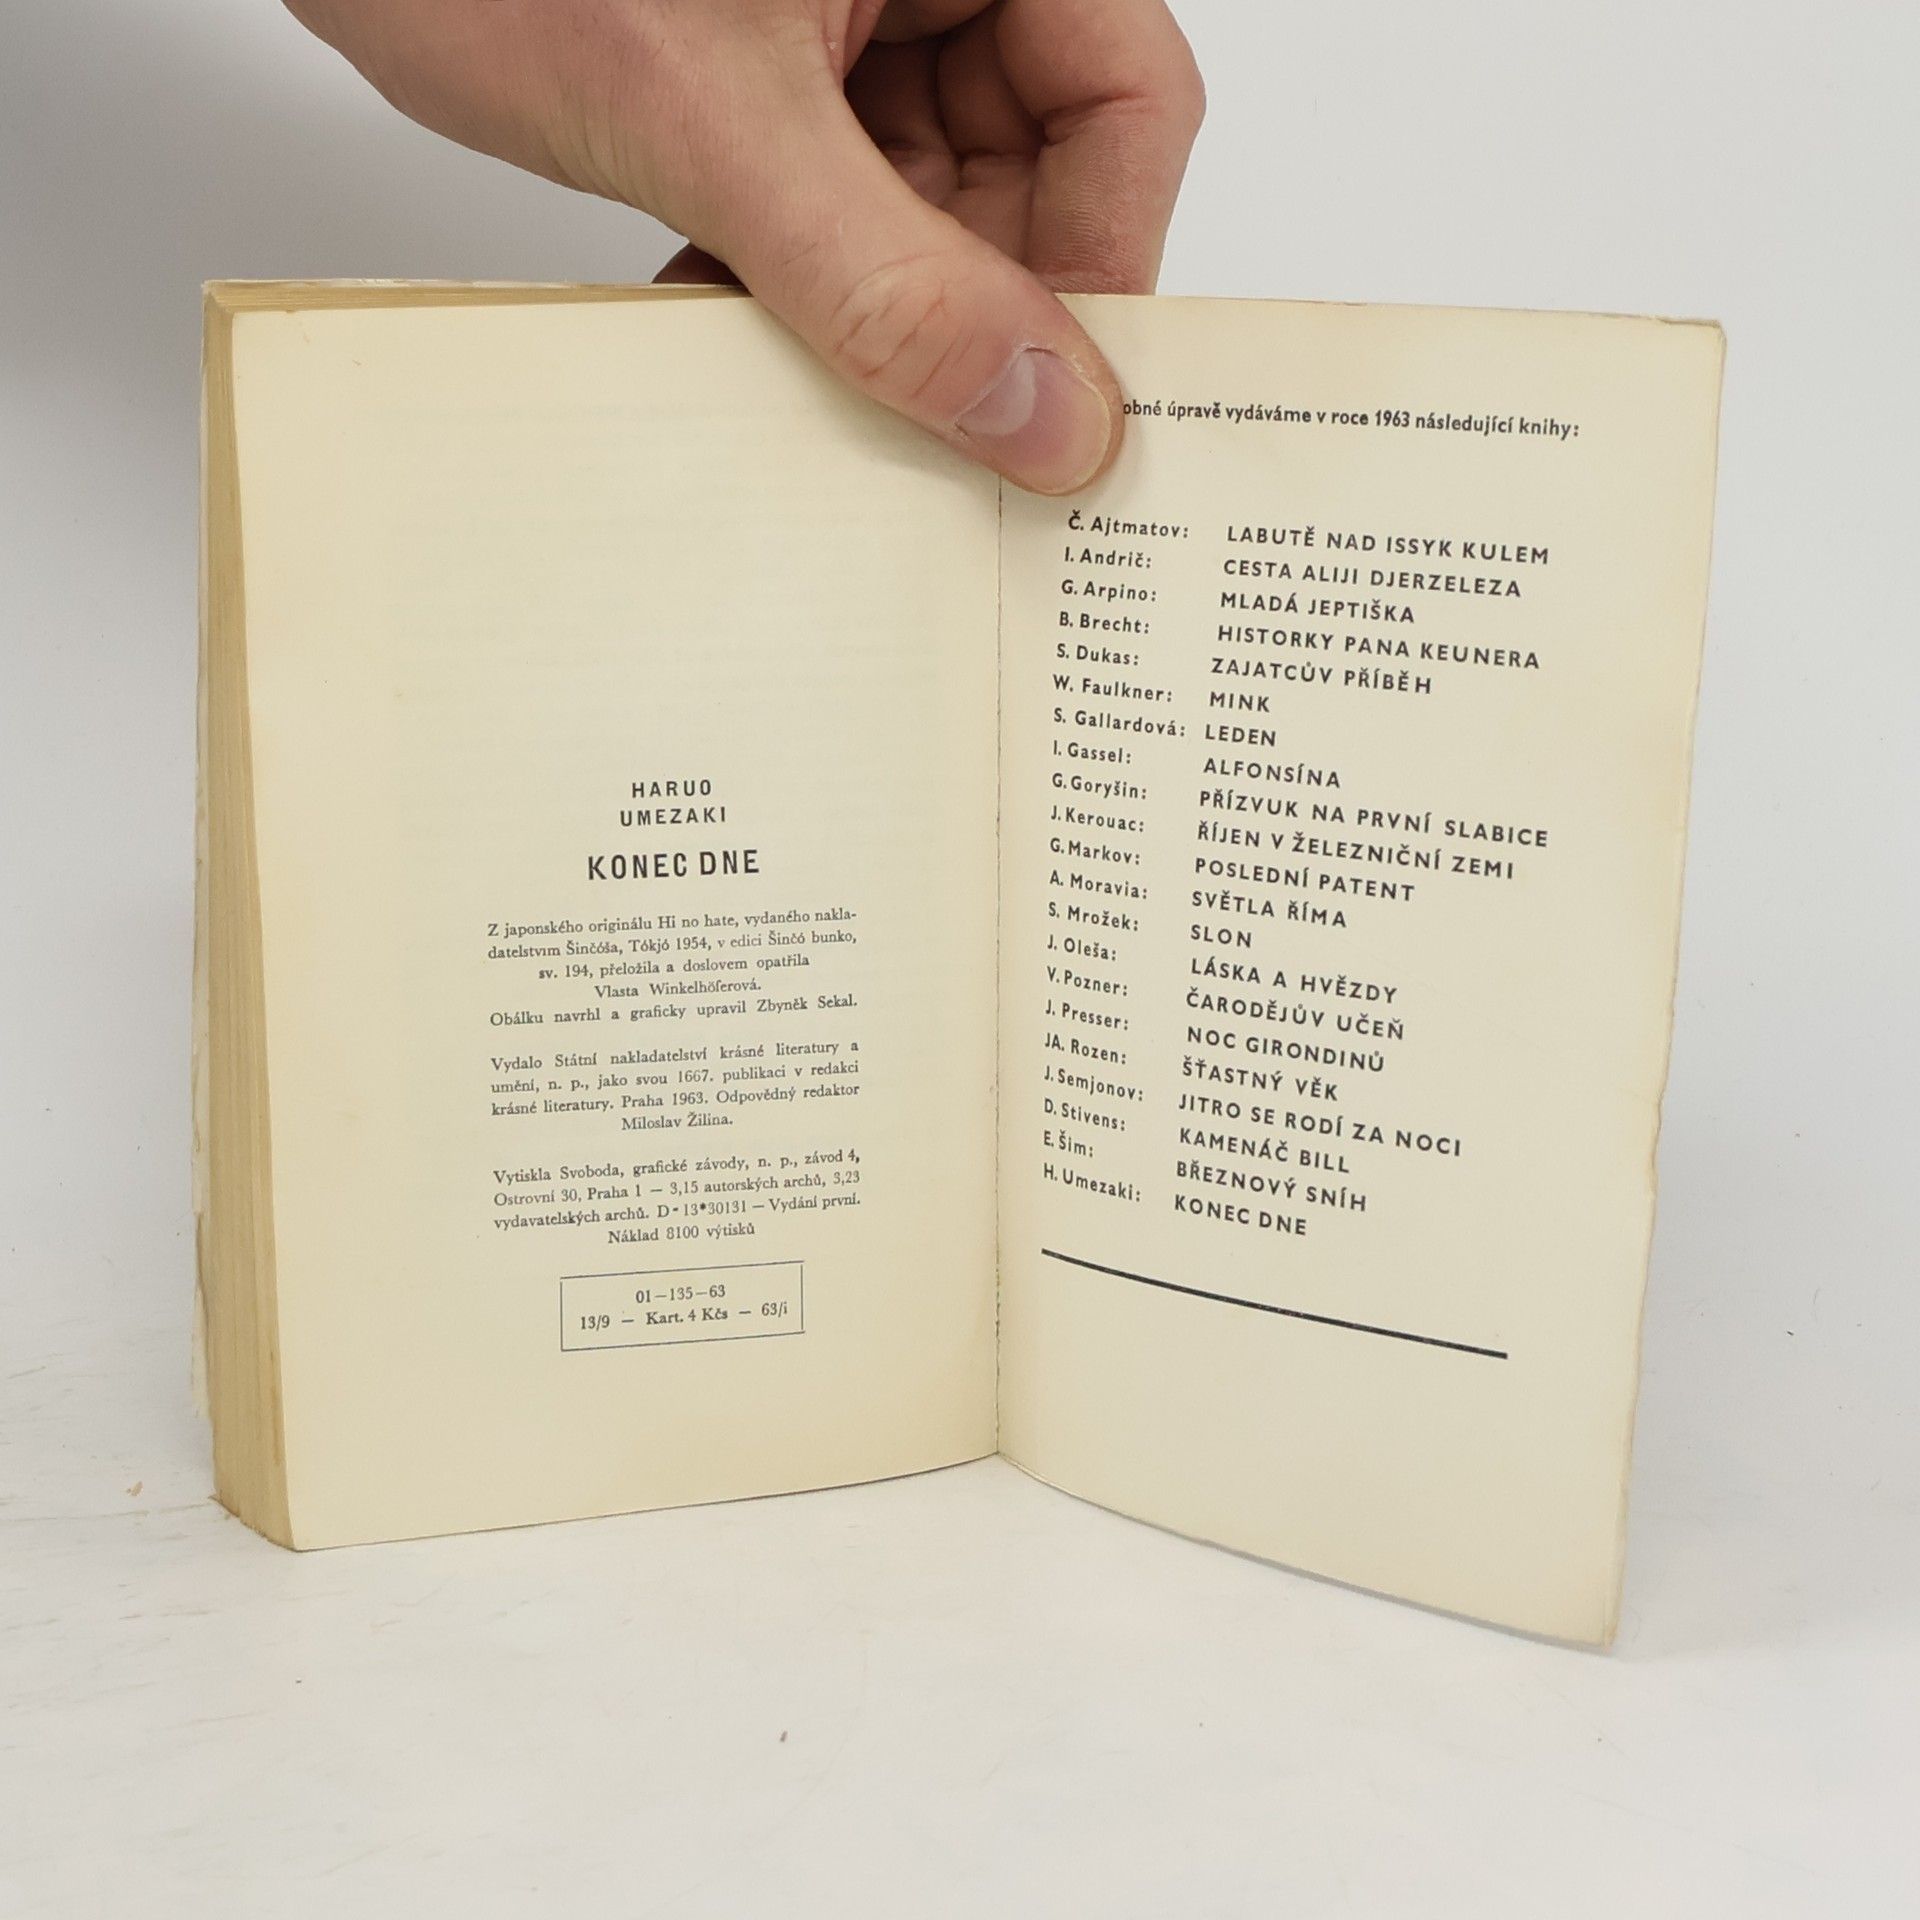 HARUO
UMEZAKI
KONEC DNE
Z japonského originálu Hi no hate, vydaného nakla-
datelstvím Šinčóša, Tókjó 1954, v edici Šinčó bunko,
sv. 194, přeložila a doslovem opatřila
Vlasta Winkelhöferová.
Obálku navrhl a graficky upravil Zbyněk Sekal.
Vydalo Státní nakladatelství krásné literatury a
umění, n. p., jako svou 1667. publikaci v redakci
krásné literatury. Praha 1963. Odpovědný redaktor
Miloslav Žilina.
Vytiskla Svoboda, grafické závody, n. p., závod 4,
Ostrovní 30, Praha 1 — 3,15 autorských archů, 3,23
vydavatelských archů. D-13*30131 — Vydání první.
Náklad 8100 výtisků
01—135—63
13/9 — Kart. 4 Kčs — 63/i
obné úpravě vydáváme v roce 1963 následující knihy:
Č. Ajtmatov: LABUTĚ NAD ISSYK KULEM
I. Andrič: CESTA ALIJI DJERZELEZA
G. Arpino: MLADÁ JEPTIŠKA
B. Brecht: HISTORKY PANA KEUNERA
S. Dukas: ZAJATCŮV PŘÍBĚH
W. Faulkner: MINK
S. Gallardová: LEDEN
I. Gassel: ALFONSÍNA
G. Goryšin: PŘÍZVUK NA PRVNÍ SLABICE
J. Kerouac: ŘÍJEN V ŽELEZNIČNÍ ZEMI
G. Markov: POSLEDNÍ PATENT
A. Moravia: SVĚTLA ŘÍMA
S. Mrožek: SLON
J. Oleša: LÁSKA A HVĚZDY
V. Pozner: ČARODĚJŮV UČEŇ
J. Presser: NOC GIRONDINŮ
JA. Rozen: ŠŤASTNÝ VĚK
J. Semjonov: JITRO SE RODÍ ZA NOCI
D. Stivens: KAMENÁČ BILL
E. Šim: BŘEZNOVÝ SNÍH
H. Umezaki: KONEC DNE